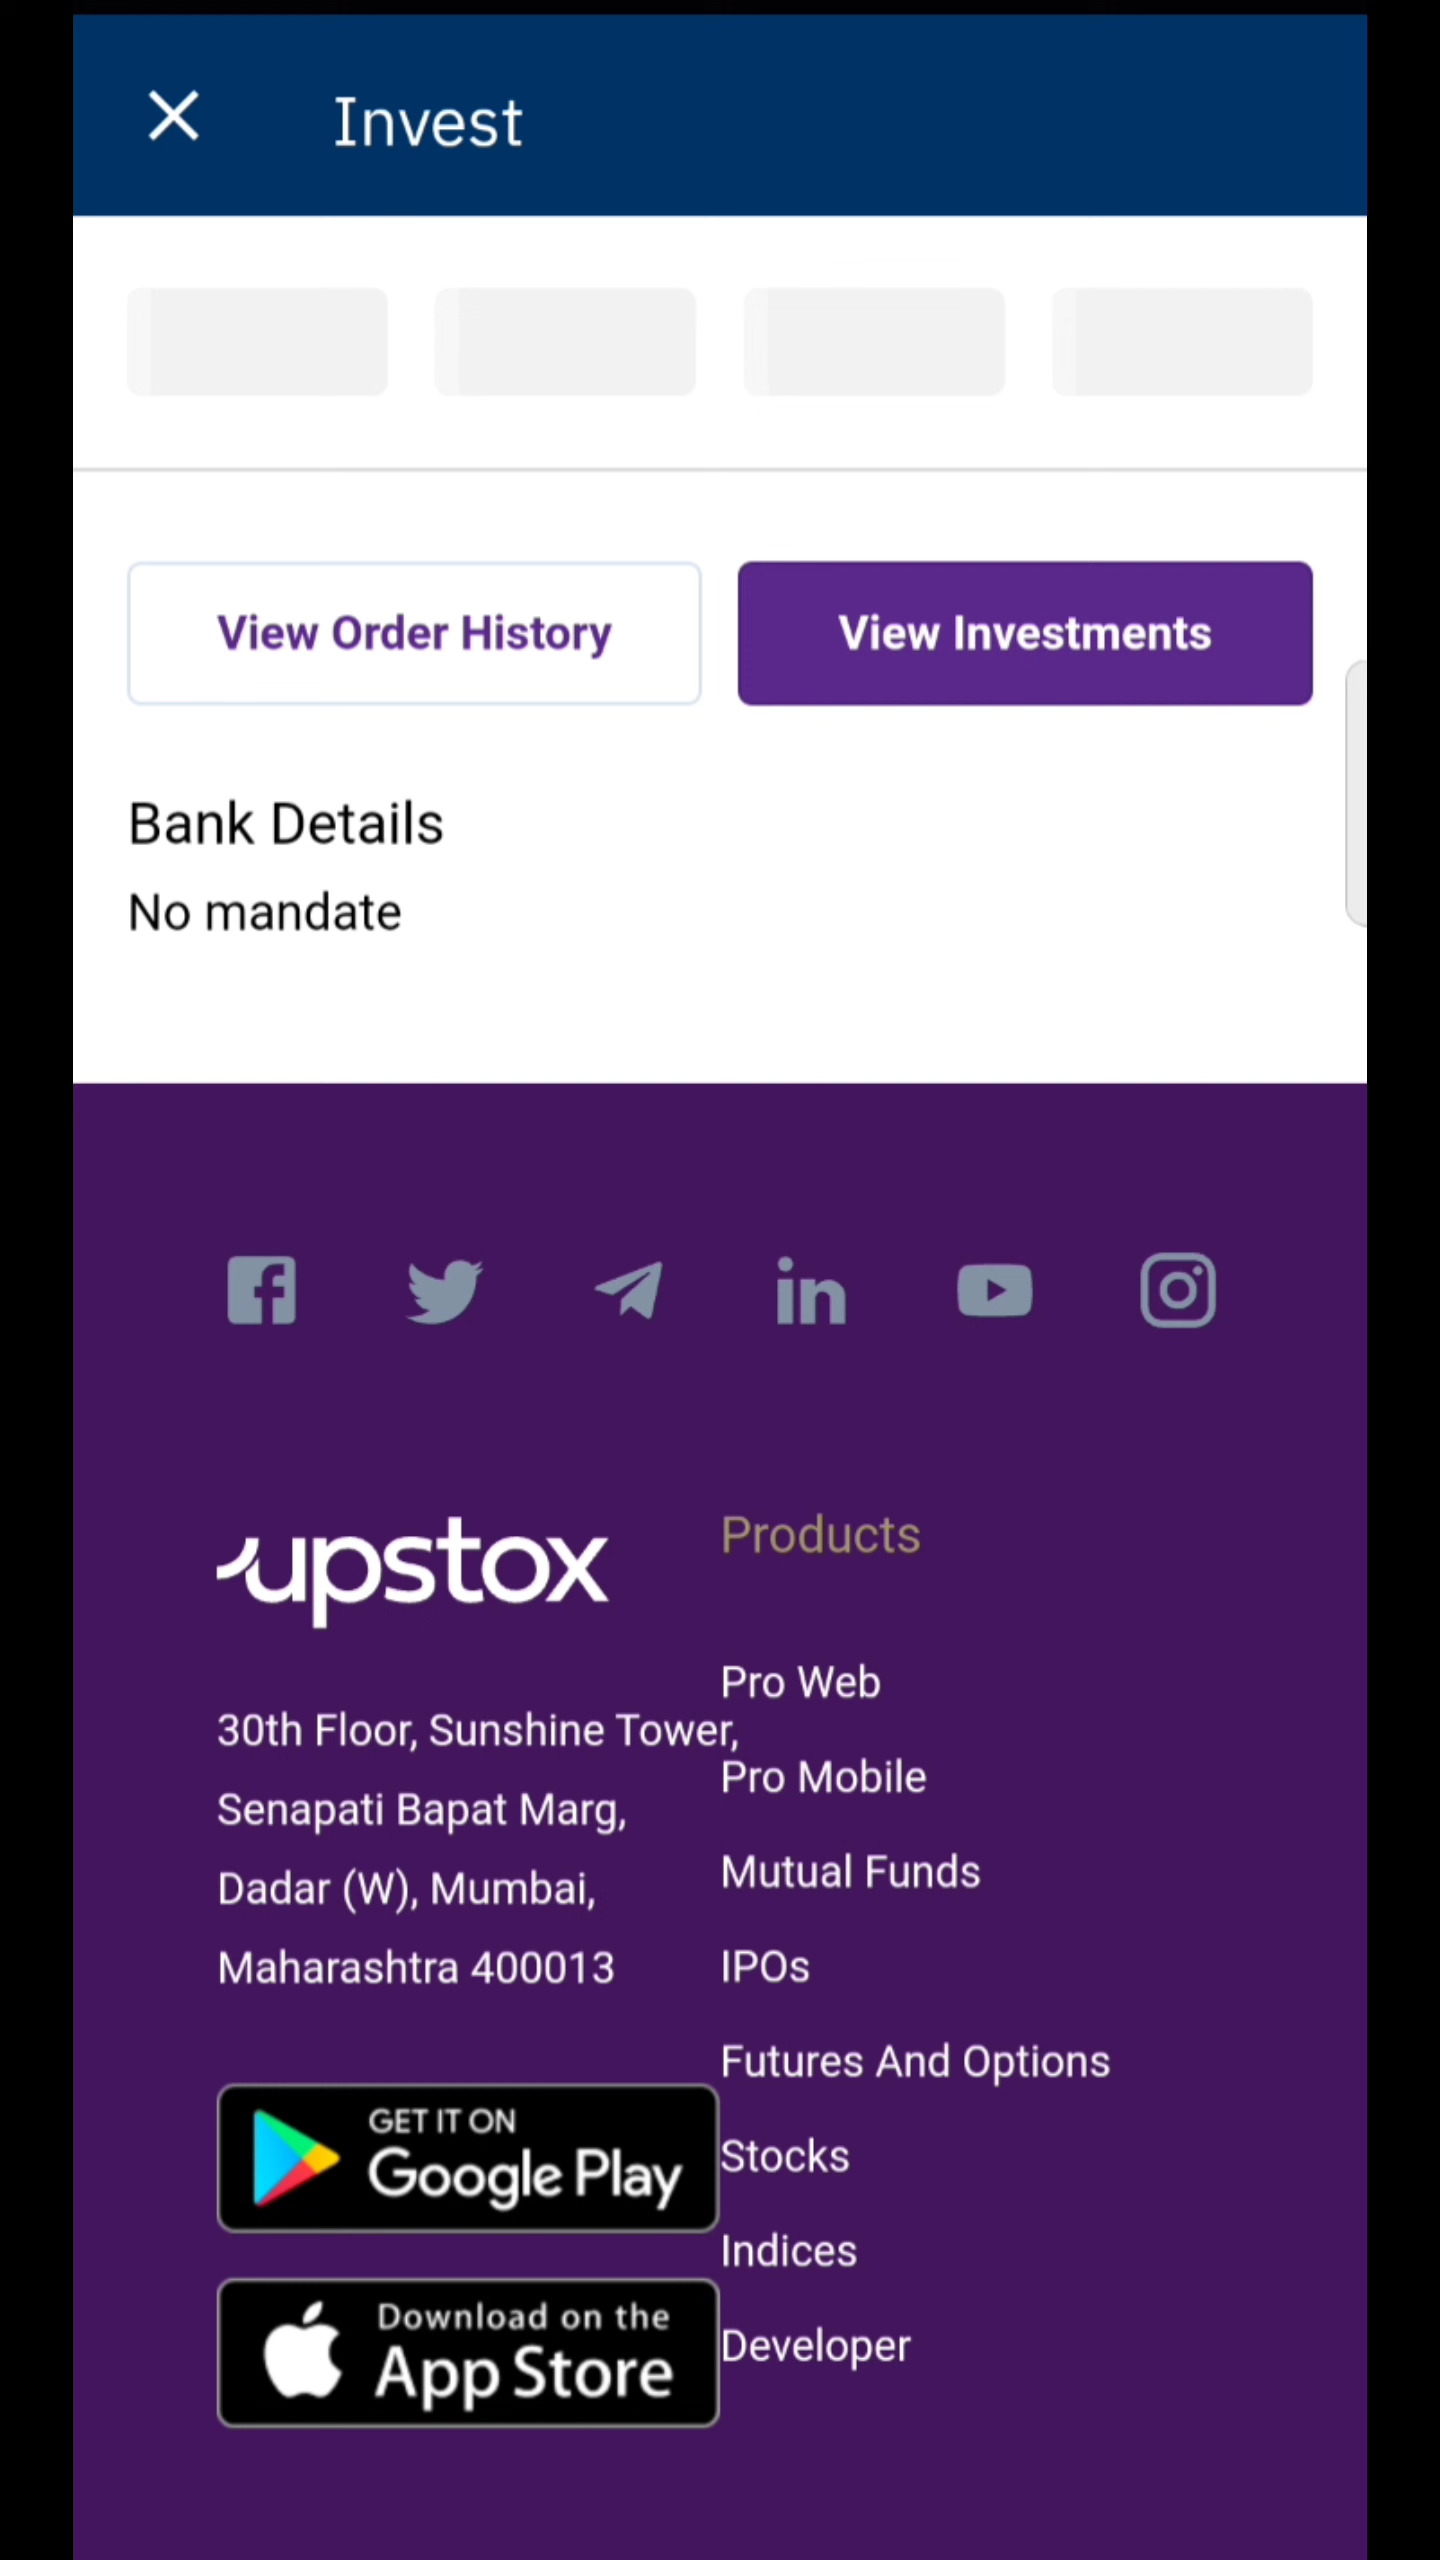 Invest
View Order History
View Investments
Bank Details
No mandate
upstox
30th Floor, Sunshine Tower,
Senapati Bapat Marg,
Dadar (W), Mumbai,
Maharashtra 400013
GET IT ON
Google Play
Download on the
App Store
Products
Pro Web
Pro Mobile
Mutual Funds
IPOs
Futures And Options
Stocks
Indices
Developer